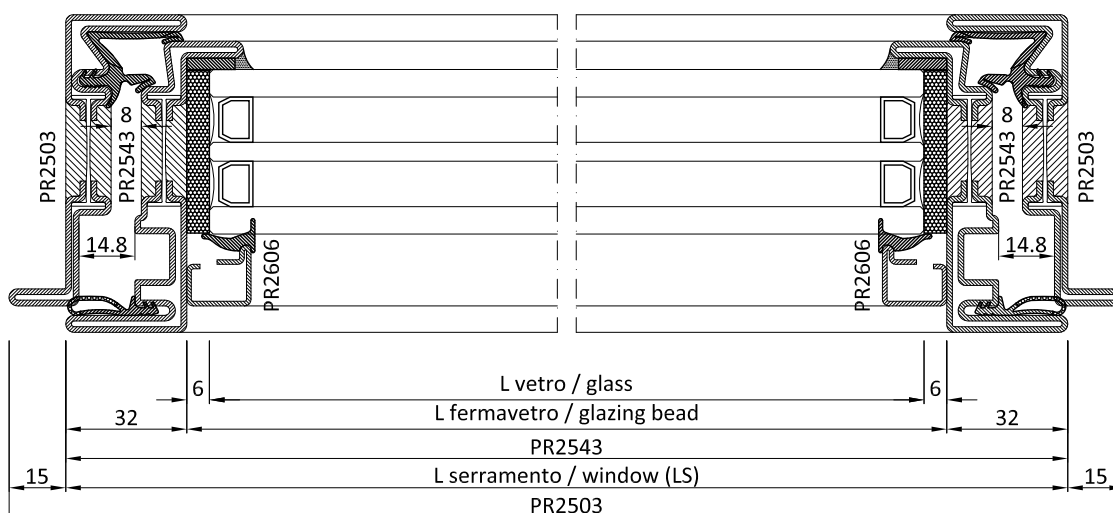 PR2503
8
PR2543
8
PR2543
PR2503
14.8
PR2606
PR2606
14.8
6
L vetro / glass
6
32
L fermavetro / glazing bead
32
PR2543
15
L serramento / window (LS)
15
PR2503